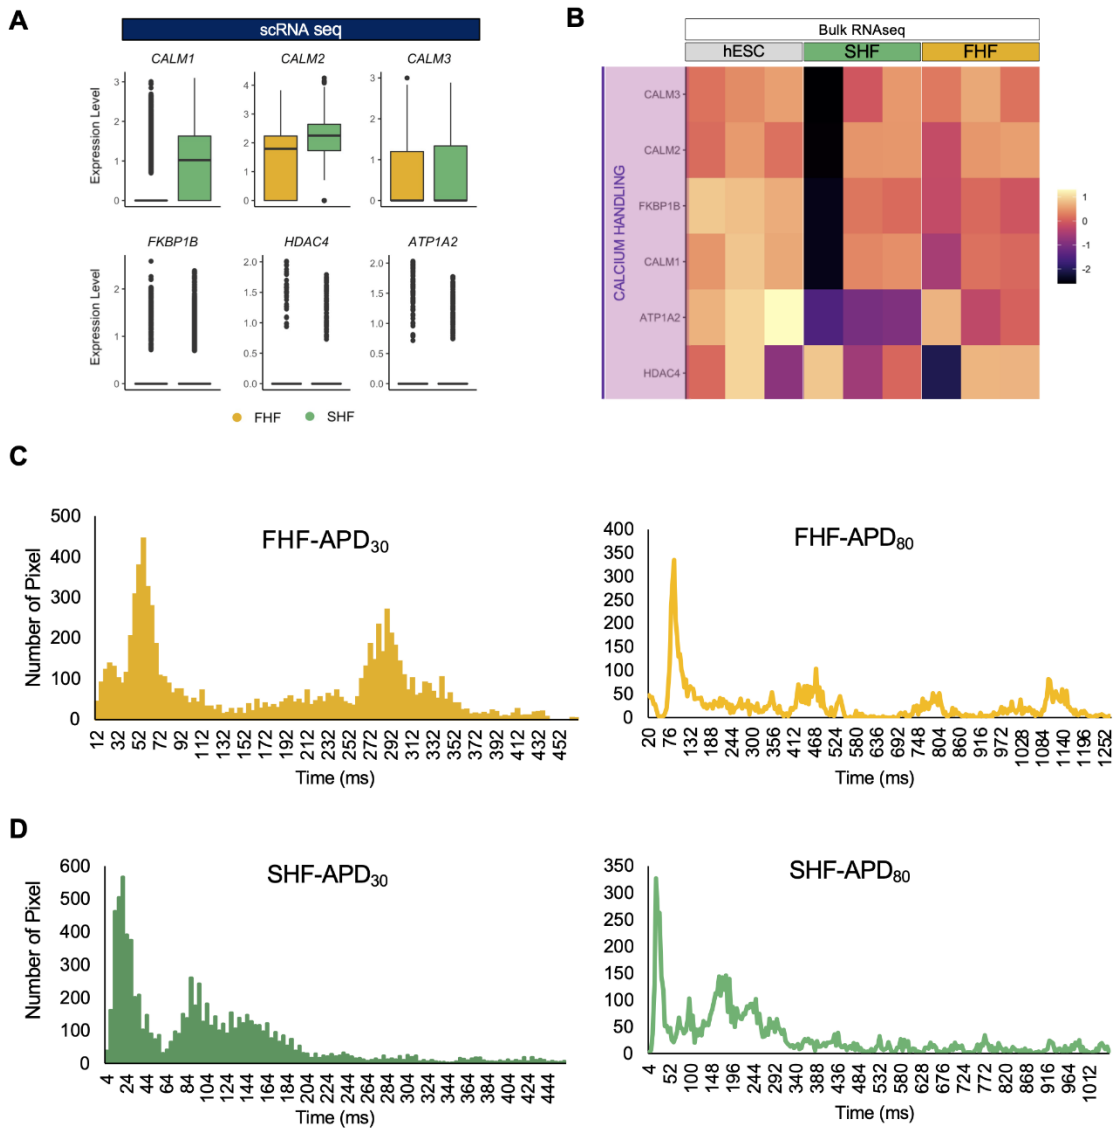 A
scRNA seq
CALM1
CALM2
CALM3
Expression Level
3
2
1
0
4
3
2
1
0
3
2
1
0
FKBP1B
HDAC4
ATP1A2
Expression Level
2
1
0
2.0
1.5
1.0
0.5
0.0
2.0
1.5
1.0
0.5
0.0
FHF
SHF
B
Bulk RNAseq
hESC
SHF
FHF
CALCIUM HANDLING
CALM3
CALM2
FKBP1B
CALM1
ATP1A2
HDAC4
1
0
-1
-2
C
FHF-APD30
Number of Pixel
500
400
300
200
100
0
12 32 52 72 92 112 132 152 172 192 212 232 252 272 292 312 332 352 372 392 412 432 452
Time (ms)
FHF-APD80
400
350
300
250
200
150
100
50
0
20 76 132 188 244 300 356 412 468 524 580 636 692 748 804 860 916 972 1028 1084 1140 1196 1252
Time (ms)
D
SHF-APD30
Number of Pixel
600
500
400
300
200
100
0
4 24 44 64 84 104 124 144 164 184 204 224 244 264 284 304 324 344 364 384 404 424 444
Time (ms)
SHF-APD80
350
300
250
200
150
100
50
0
4 52 100 148 196 244 292 340 388 436 484 532 580 628 676 724 772 820 868 916 964 1012
Time (ms)